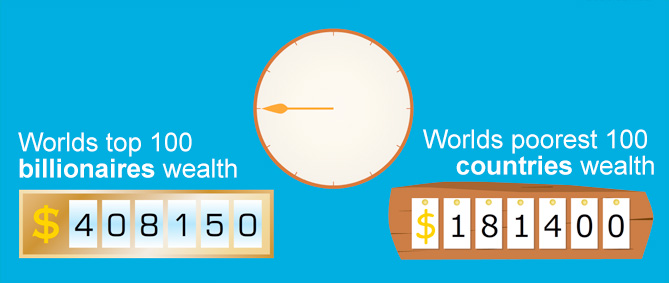 Worlds top 100
billionaires wealth
$408150
Worlds poorest 100
countries wealth
$181400